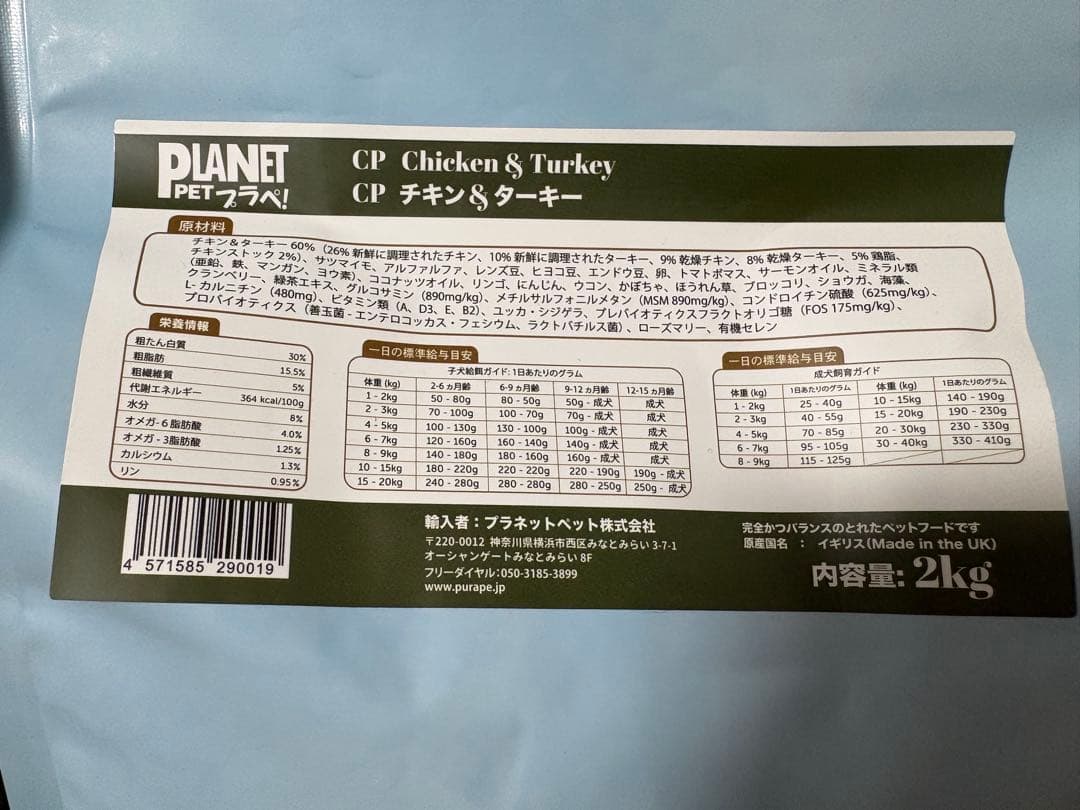 PLANET
PET プラペ!
CP Chicken & Turkey
CP チキン & ターキー
原材料
チキン＆ターキー 60%（26% 新鮮に調理されたチキン、10% 新鮮に調理されたターキー、9% 乾燥チキン、8% 乾燥ターキー、5% 鶏脂、
チキンストック 2%）、サツマイモ、アルファルファ、レンズ豆、ヒヨコ豆、エンドウ豆、卵、トマトポマス、サーモンオイル、ミネラル類
（亜鉛、鉄、マンガン、ヨウ素）、ココナッツオイル、リンゴ、にんじん、ウコン、かぼちゃ、ほうれん草、ブロッコリ、ショウガ、海藻、
クランベリー、緑茶エキス、グルコサミン（890mg/kg）、メチルサルフォニルメタン（MSM 890mg/kg）、コンドロイチン硫酸（625mg/kg）、
L- カルニチン（480mg）、ビタミン類（A、D3、E、B2）、ユッカ・シジゲラ、プレバイオティクスフラクトオリゴ糖（FOS 175mg/kg）、
プロバイオティクス（善玉菌 - エンテロコッカス・フェシウム、ラクトバチルス菌）、ローズマリー、有機セレン
栄養情報
粗たん白質 30%
粗脂肪 15.5%
粗繊維質 5%
代謝エネルギー 364 kcal/100g
水分 8%
オメガ - 6 脂肪酸 4.0%
オメガ - 3脂肪酸 1.25%
カルシウム 1.3%
リン 0.95%
一日の標準給与目安
子犬給餌ガイド: 1日あたりのグラム
体重 (kg) 2-6 ヵ月齢 6-9 ヵ月齢 9-12 ヵ月齢 12-15 ヵ月齢
1 - 2kg 50 - 80g 80 - 50g 50g - 成犬 成犬
2 - 3kg 70 - 100g 100 - 70g 70g - 成犬 成犬
4 - 5kg 100 - 130g 130 - 100g 100g - 成犬 成犬
6 - 7kg 120 - 160g 160 - 140g 140g - 成犬 成犬
8 - 9kg 140 - 180g 180 - 160g 160g - 成犬 成犬
10 - 15kg 180 - 220g 220 - 220g 220 - 190g 190g - 成犬
15 - 20kg 240 - 280g 280 - 280g 280 - 250g 250g - 成犬
一日の標準給与目安
成犬飼育ガイド
体重 (kg) 1日あたりのグラム 体重 (kg) 1日あたりのグラム
1 - 2kg 25 - 40g 10 - 15kg 140 - 190g
2 - 3kg 40 - 55g 15 - 20kg 190 - 230g
4 - 5kg 70 - 85g 20 - 30kg 230 - 330g
6 - 7kg 95 - 105g 30 - 40kg 330 - 410g
8 - 9kg 115 - 125g
4 571585 290019
輸入者：プラネットペット株式会社
〒220-0012 神奈川県横浜市西区みなとみらい 3-7-1
オーシャンゲートみなとみらい 8F
フリーダイヤル：050-3185-3899
www.purape.jp
完全かつバランスのとれたペットフードです
原産国名 ： イギリス(Made in the UK)
内容量: 2kg